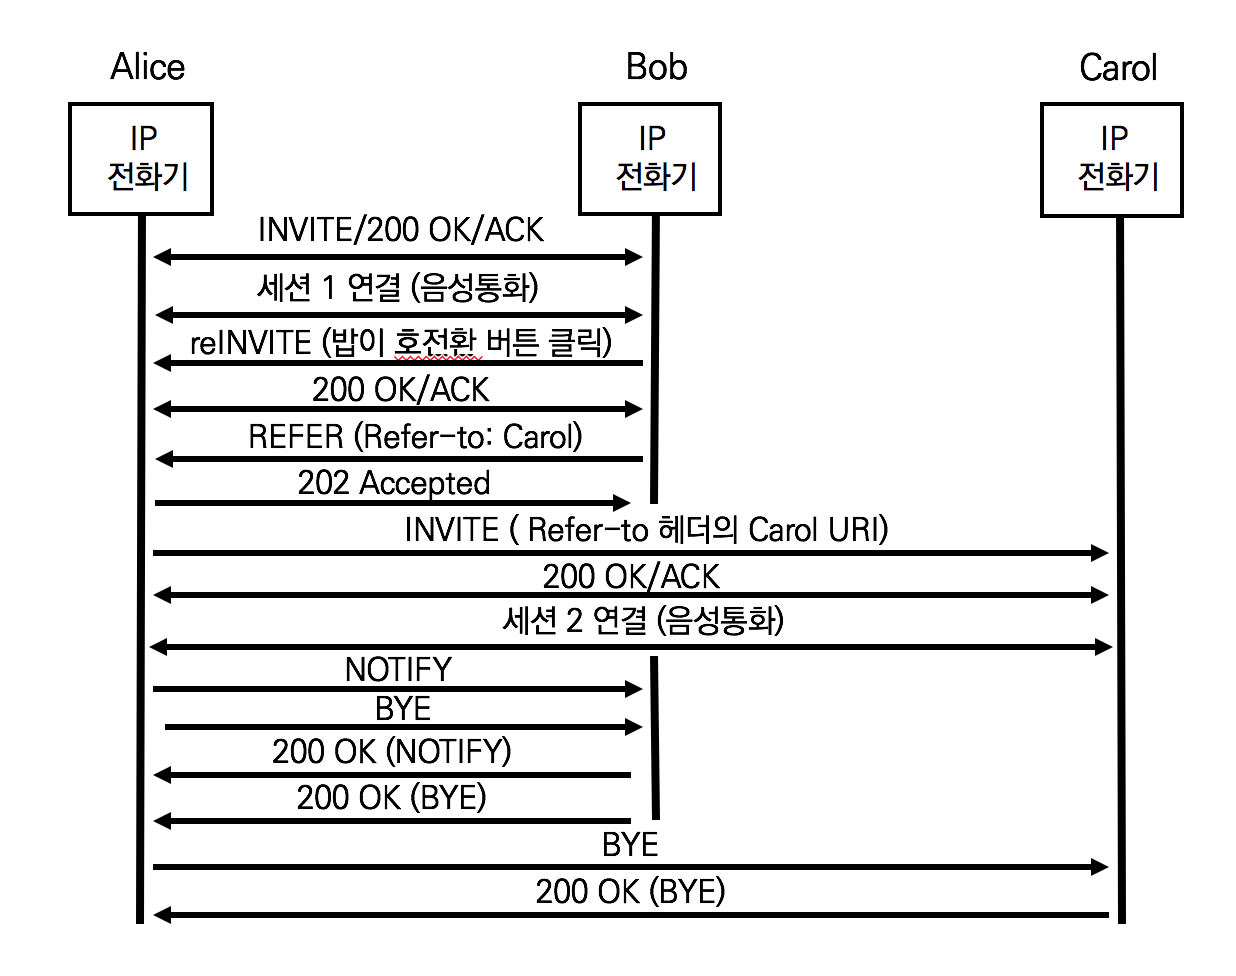 Alice
Bob
Carol
IP
전화기
IP
전화기
IP
전화기
INVITE/200 OK/ACK
세션 1 연결 (음성통화)
reINVITE (밥이 호전환 버튼 클릭)
200 OK/ACK
REFER (Refer-to: Carol)
202 Accepted
INVITE ( Refer-to 헤더의 Carol URI)
200 OK/ACK
세션 2 연결 (음성통화)
NOTIFY
BYE
200 OK (NOTIFY)
200 OK (BYE)
BYE
200 OK (BYE)